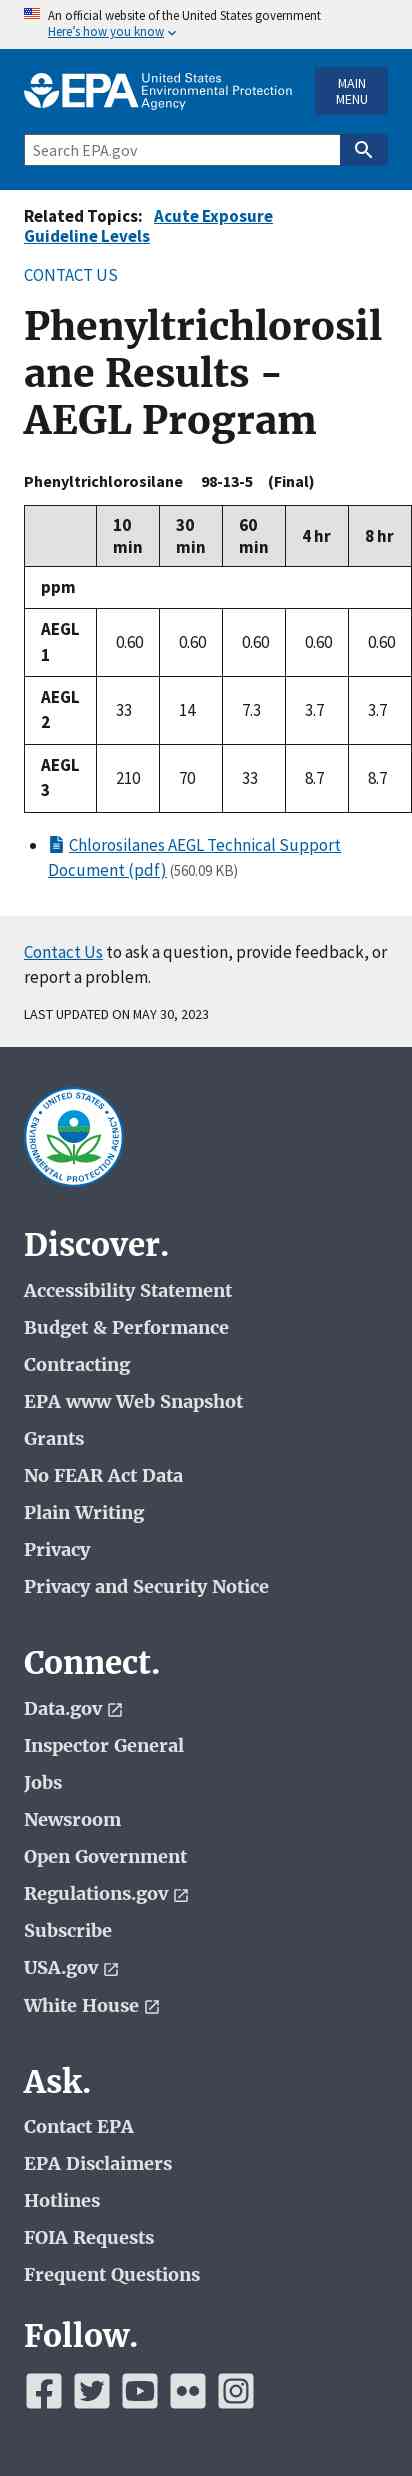 An official website of the United States government
Here's how you know
EPA United States
Environmental Protection
Agency
MAIN
MENU
Search EPA.gov
Related Topics: Acute Exposure
Guideline Levels
CONTACT US
Phenyltrichlorosil
ane Results -
AEGL Program
Phenyltrichlorosilane 98-13-5 (Final)
10 min 30 min 60 min 4 hr 8 hr
ppm
AEGL 1 0.60 0.60 0.60 0.60 0.60
AEGL 2 33 14 7.3 3.7 3.7
AEGL 3 210 70 33 8.7 8.7
Chlorosilanes AEGL Technical Support
Document (pdf) (560.09 KB)
Contact Us to ask a question, provide feedback, or
report a problem.
LAST UPDATED ON MAY 30, 2023
UNITED STATES ENVIRONMENTAL PROTECTION AGENCY
Discover.
Accessibility Statement
Budget & Performance
Contracting
EPA www Web Snapshot
Grants
No FEAR Act Data
Plain Writing
Privacy
Privacy and Security Notice
Connect.
Data.gov
Inspector General
Jobs
Newsroom
Open Government
Regulations.gov
Subscribe
USA.gov
White House
Ask.
Contact EPA
EPA Disclaimers
Hotlines
FOIA Requests
Frequent Questions
Follow.